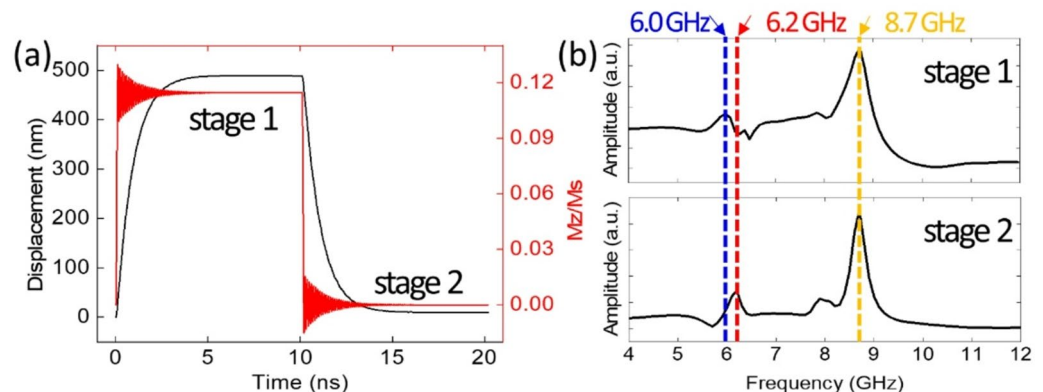 (a)
500
400
300
200
100
0
Displacement (nm)
0.12
0.09
0.06
0.03
0.00
Mz/Ms
stage 1
stage 2
0 5 10 15 20
Time (ns)
6.0 GHz 6.2 GHz 8.7 GHz
(b)
Amplitude (a.u.)
stage 1
Amplitude (a.u.)
stage 2
4 5 6 7 8 9 10 11 12
Frequency (GHz)